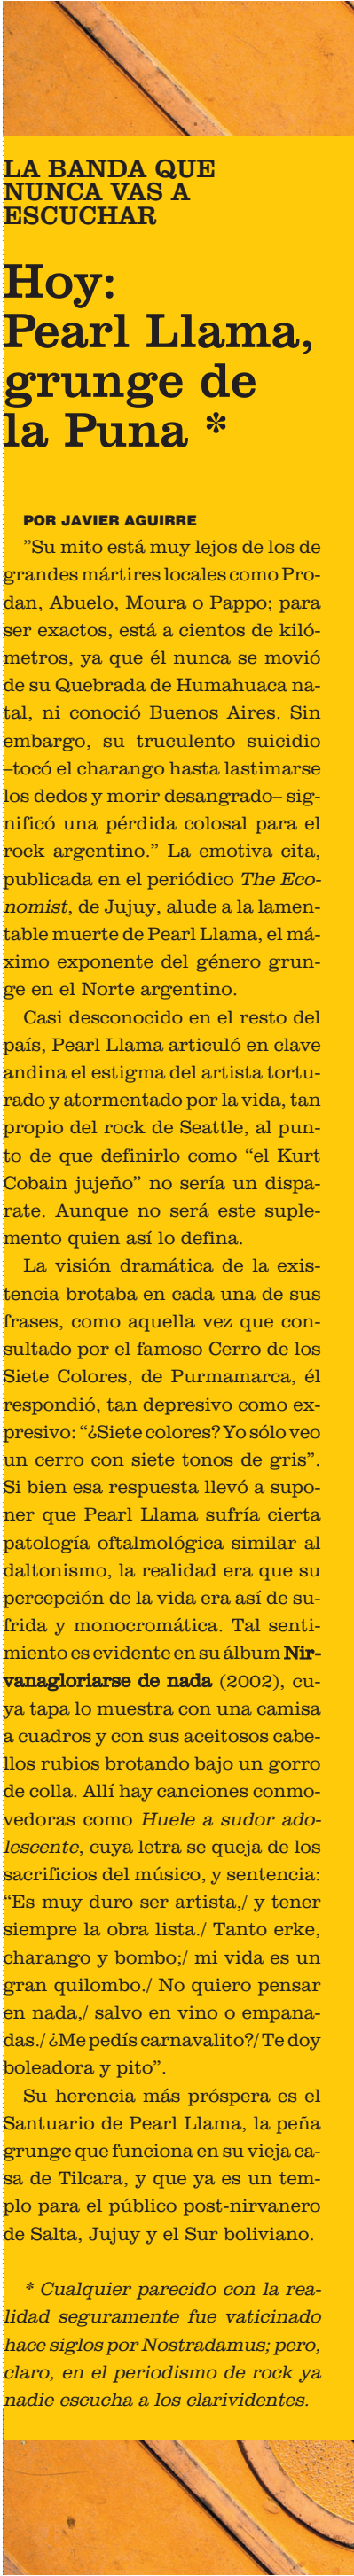 LA BANDA QUE
NUNCA VAS A
ESCUCHAR
Hoy:
Pearl Llama,
grunge de
la Puna *
POR JAVIER AGUIRRE
”Su mito está muy lejos de los de
grandes mártires locales como Pro-
dan, Abuelo, Moura o Pappo; para
ser exactos, está a cientos de kiló-
metros, ya que él nunca se movió
de su Quebrada de Humahuaca na-
tal, ni conoció Buenos Aires. Sin
embargo, su truculento suicidio
–tocó el charango hasta lastimarse
los dedos y morir desangrado– sig-
nificó una pérdida colosal para el
rock argentino.” La emotiva cita,
publicada en el periódico The Eco-
nomist, de Jujuy, alude a la lamen-
table muerte de Pearl Llama, el má-
ximo exponente del género grun-
ge en el Norte argentino.
Casi desconocido en el resto del
país, Pearl Llama articuló en clave
andina el estigma del artista tortu-
rado y atormentado por la vida, tan
propio del rock de Seattle, al pun-
to de que definirlo como “el Kurt
Cobain jujeño” no sería un dispa-
rate. Aunque no será este suple-
mento quien así lo defina.
La visión dramática de la exis-
tencia brotaba en cada una de sus
frases, como aquella vez que con-
sultado por el famoso Cerro de los
Siete Colores, de Purmamarca, él
respondió, tan depresivo como ex-
presivo: “¿Siete colores? Yo sólo veo
un cerro con siete tonos de gris”.
Si bien esa respuesta llevó a supo-
ner que Pearl Llama sufría cierta
patología oftalmológica similar al
daltonismo, la realidad era que su
percepción de la vida era así de su-
frida y monocromática. Tal senti-
miento es evidente en su álbum Nir-
vanagloriarse de nada (2002), cu-
ya tapa lo muestra con una camisa
a cuadros y con sus aceitosos cabe-
llos rubios brotando bajo un gorro
de colla. Allí hay canciones conmo-
vedoras como Huele a sudor ado-
lescente, cuya letra se queja de los
sacrificios del músico, y sentencia:
“Es muy duro ser artista,/ y tener
siempre la obra lista./ Tanto erke,
charango y bombo;/ mi vida es un
gran quilombo./ No quiero pensar
en nada,/ salvo en vino o empana-
das./ ¿Me pedís carnavalito?/ Te doy
boleadora y pito”.
Su herencia más próspera es el
Santuario de Pearl Llama, la peña
grunge que funciona en su vieja ca-
sa de Tilcara, y que ya es un tem-
plo para el público post-nirvanero
de Salta, Jujuy y el Sur boliviano.
* Cualquier parecido con la rea-
lidad seguramente fue vaticinado
hace siglos por Nostradamus; pero,
claro, en el periodismo de rock ya
nadie escucha a los clarividentes.